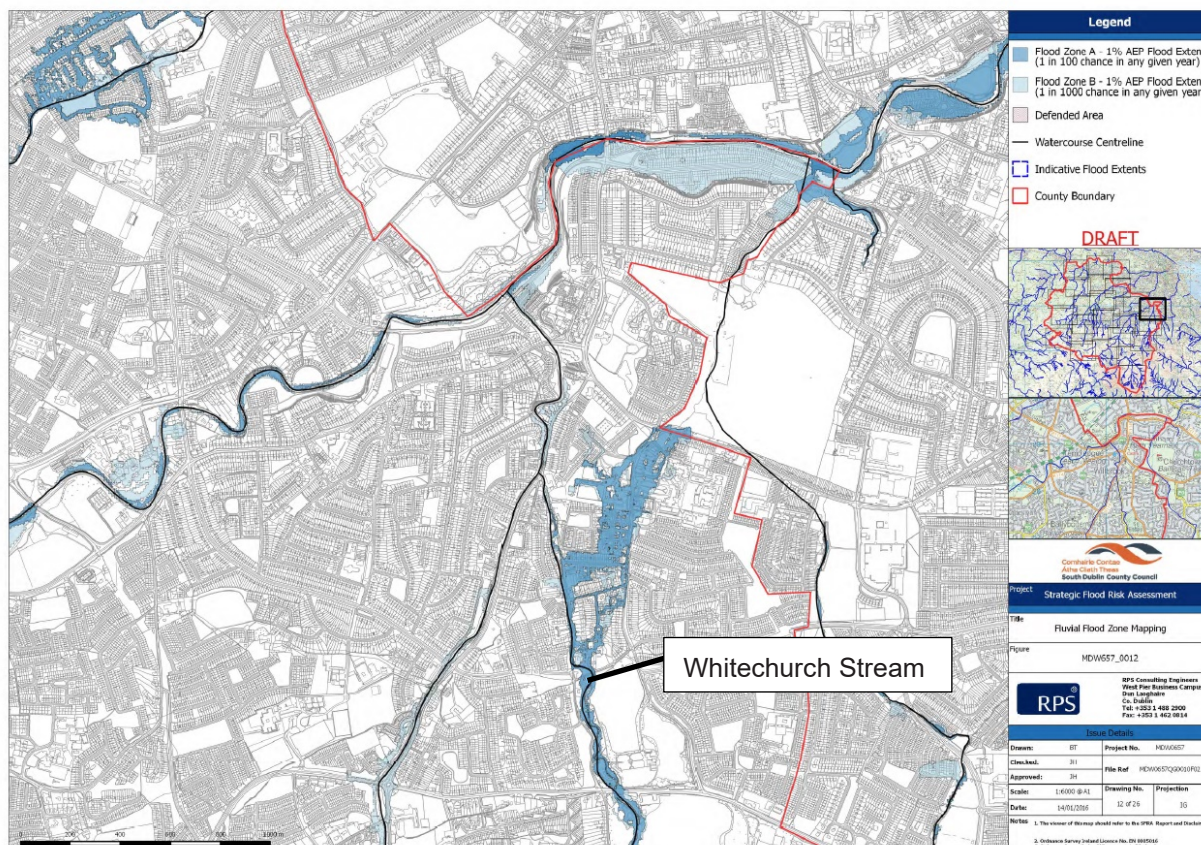 Whitechurch Stream
0 200 400 600 800 1000 m
Legend
Flood Zone A - 1% AEP Flood Exten
(1 in 100 chance in any given year)
Flood Zone B - 1% AEP Flood Exten
(1 in 1000 chance in any given year
Defended Area
Watercourse Centreline
Indicative Flood Extents
County Boundary
DRAFT
Comhairle Contae
Átha Cliath Theas
South Dublin County Council
Project Strategic Flood Risk Assessment
Title
Fluvial Flood Zone Mapping
Figure
MDW657_0012
RPS
RPS Consulting Engineers
West Pier Business Campus
Dun Laoghaire
Co. Dublin
Tel: +353 1 488 2900
Fax: +353 1 462 0814
Issue Details
Drawn: BT Project No. MDW0657
Checked: JH
Approved: JH
File Ref MDW0657QG0010F02
Scale: 1:6000 @ A1 Drawing No. Projection
Date: 14/01/2016 12 of 26 IG
Notes 1. The viewer of this map should refer to the SFRA Report and Disclai
2. Ordnance Survey Ireland Licence No. EN 0005016